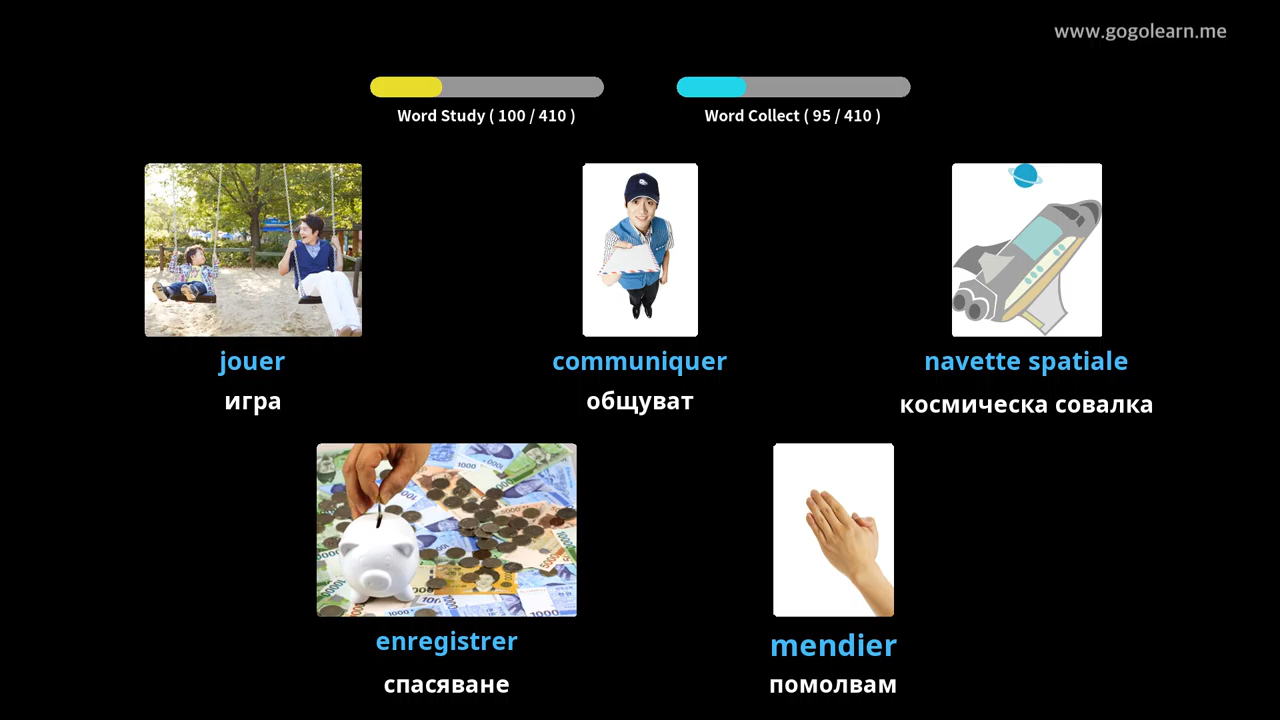 www.gogolearn.me
Word Study ( 100 / 410 )
Word Collect ( 95 / 410 )
jouer
communiquer
navette spatiale
игра
общуват
космическа совалка
enregistrer
mendier
спасяване
помолвам